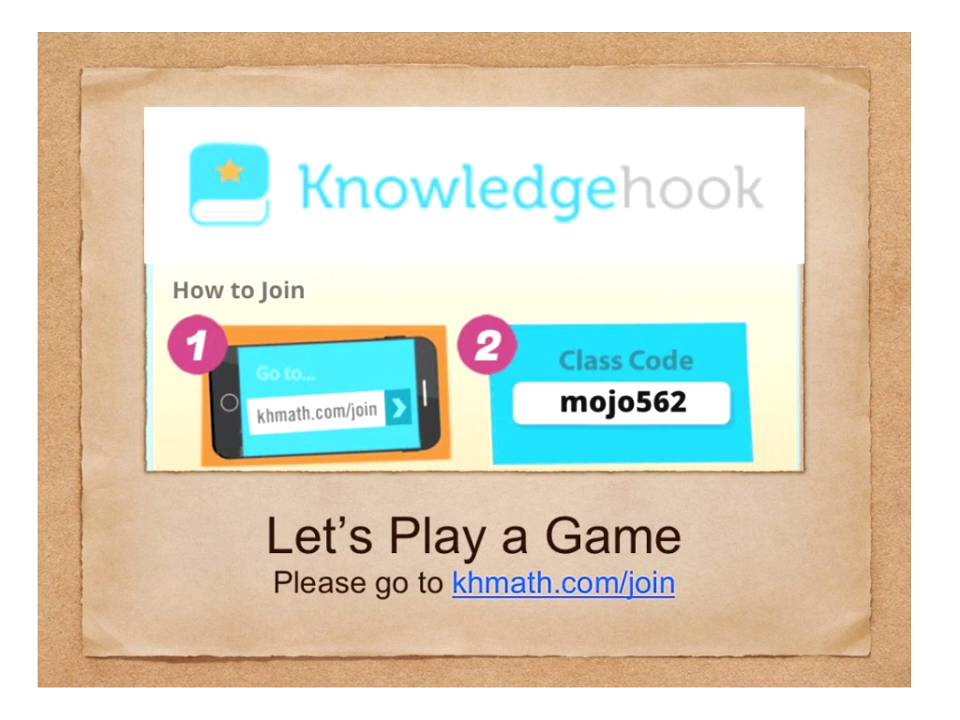 Knowledgehook
How to Join
1
Go to...
khmath.com/join
2
Class Code
mojo562
Let’s Play a Game
Please go to khmath.com/join